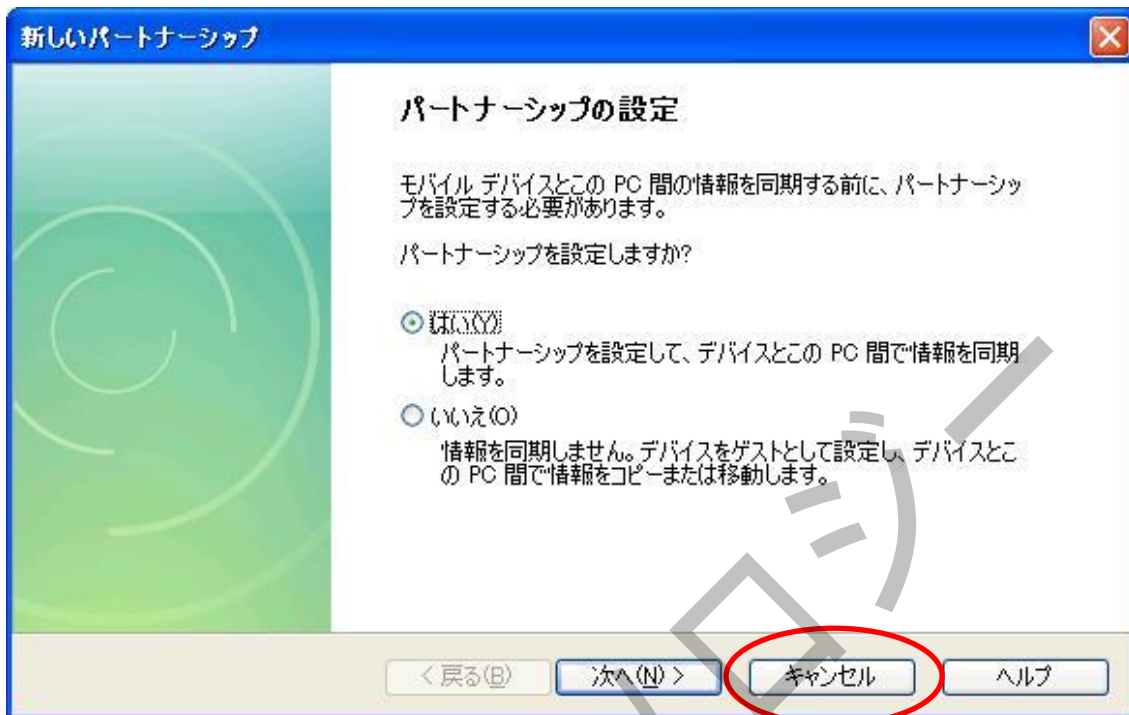 新しいパートナーシップ
パートナーシップの設定
モバイル デバイスとこの PC 間の情報を同期する前に、パートナーシッ
プを設定する必要があります。
パートナーシップを設定しますか?
はい(Y)
パートナーシップを設定して、デバイスとこの PC 間で情報を同期
します。
いいえ(O)
情報を同期しません。デバイスをゲストとして設定し、デバイスとこ
の PC 間で情報をコピーまたは移動します。
< 戻る(B)
次へ(N) >
キャンセル
ヘルプ
ロジー